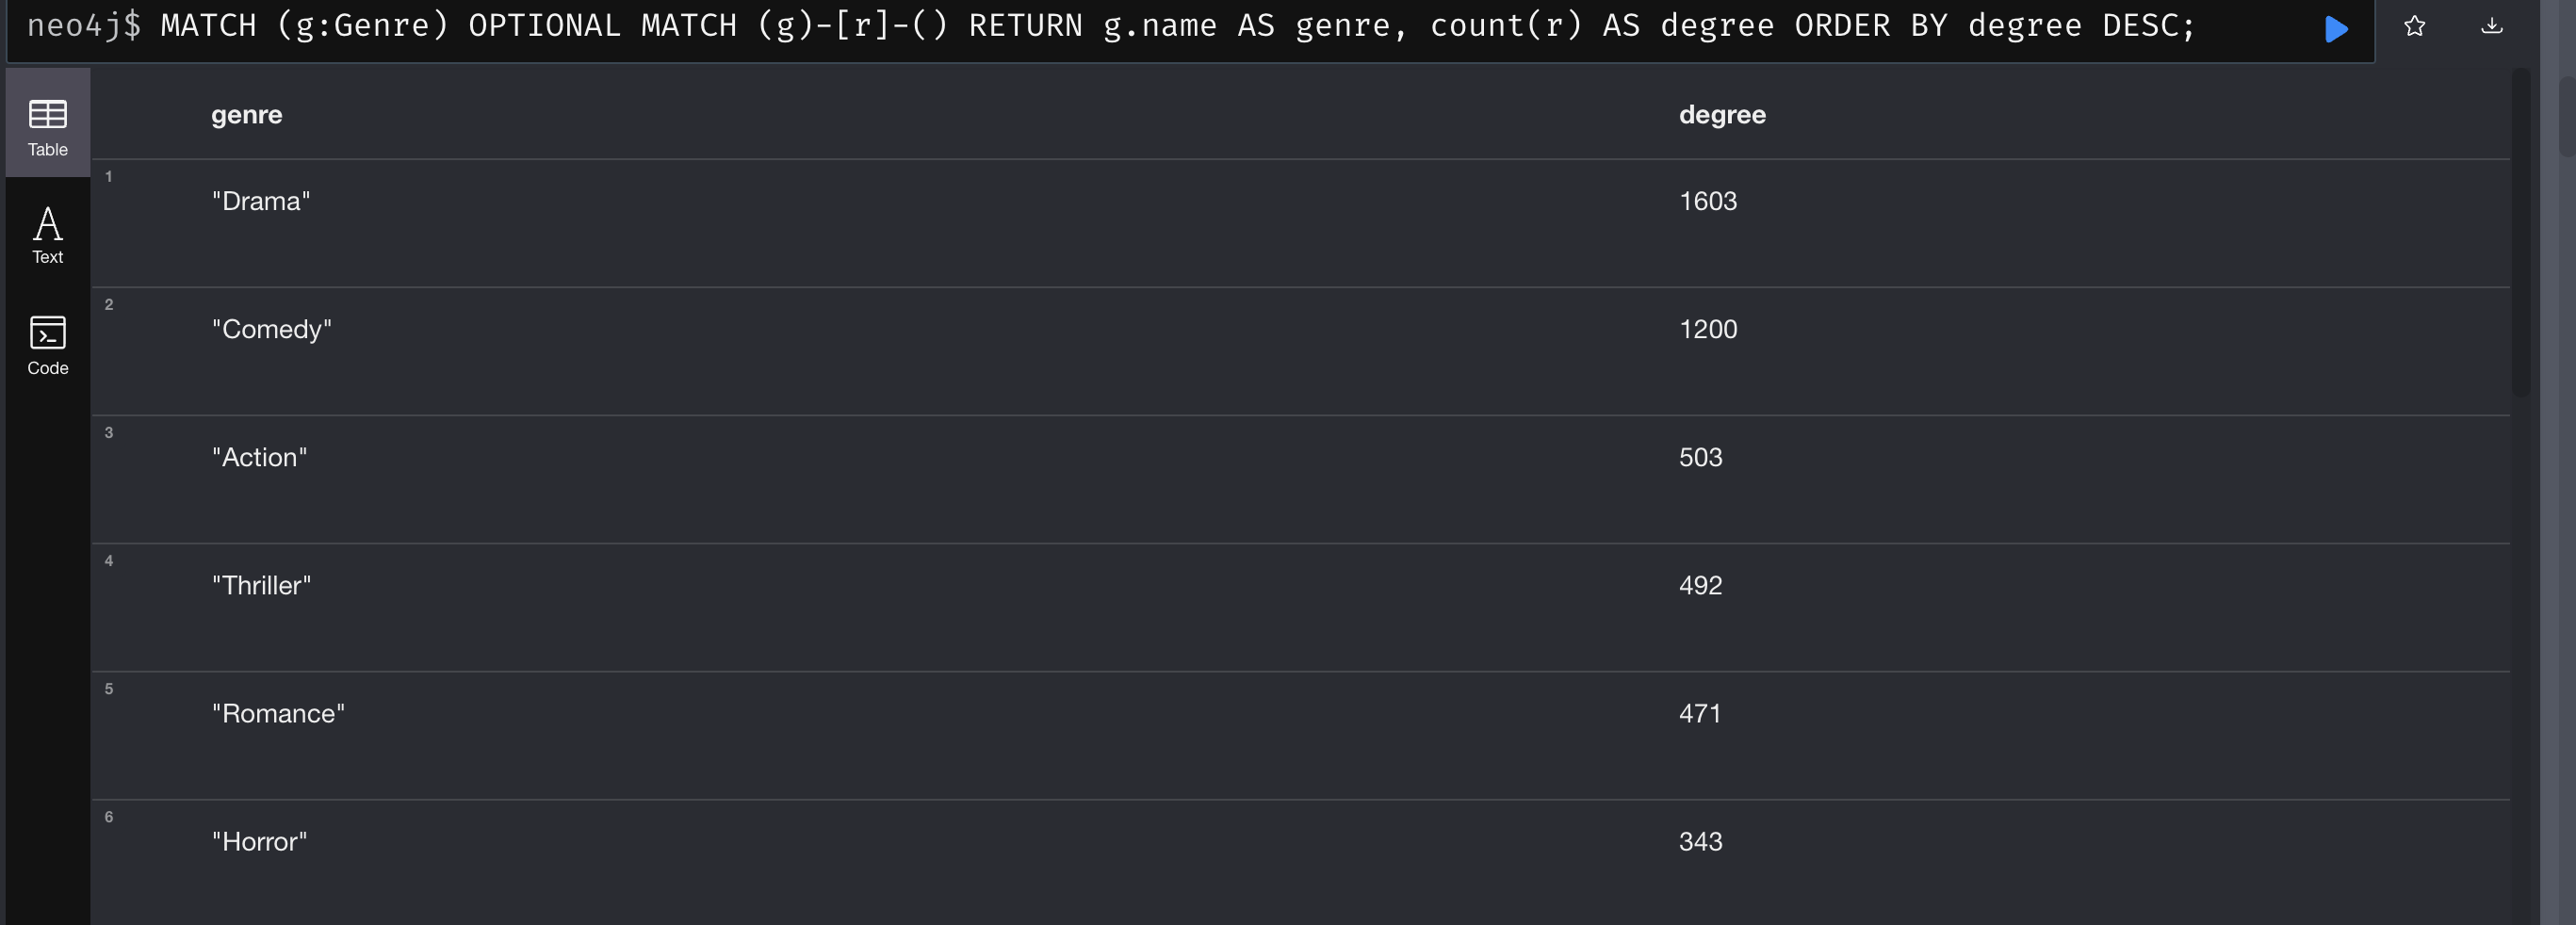 neo4j$ MATCH (g:Genre) OPTIONAL MATCH (g)-[r]-() RETURN g.name AS genre, count(r) AS degree ORDER BY degree DESC;
Table
Text
Code
genre degree
1 "Drama" 1603
2 "Comedy" 1200
3 "Action" 503
4 "Thriller" 492
5 "Romance" 471
6 "Horror" 343